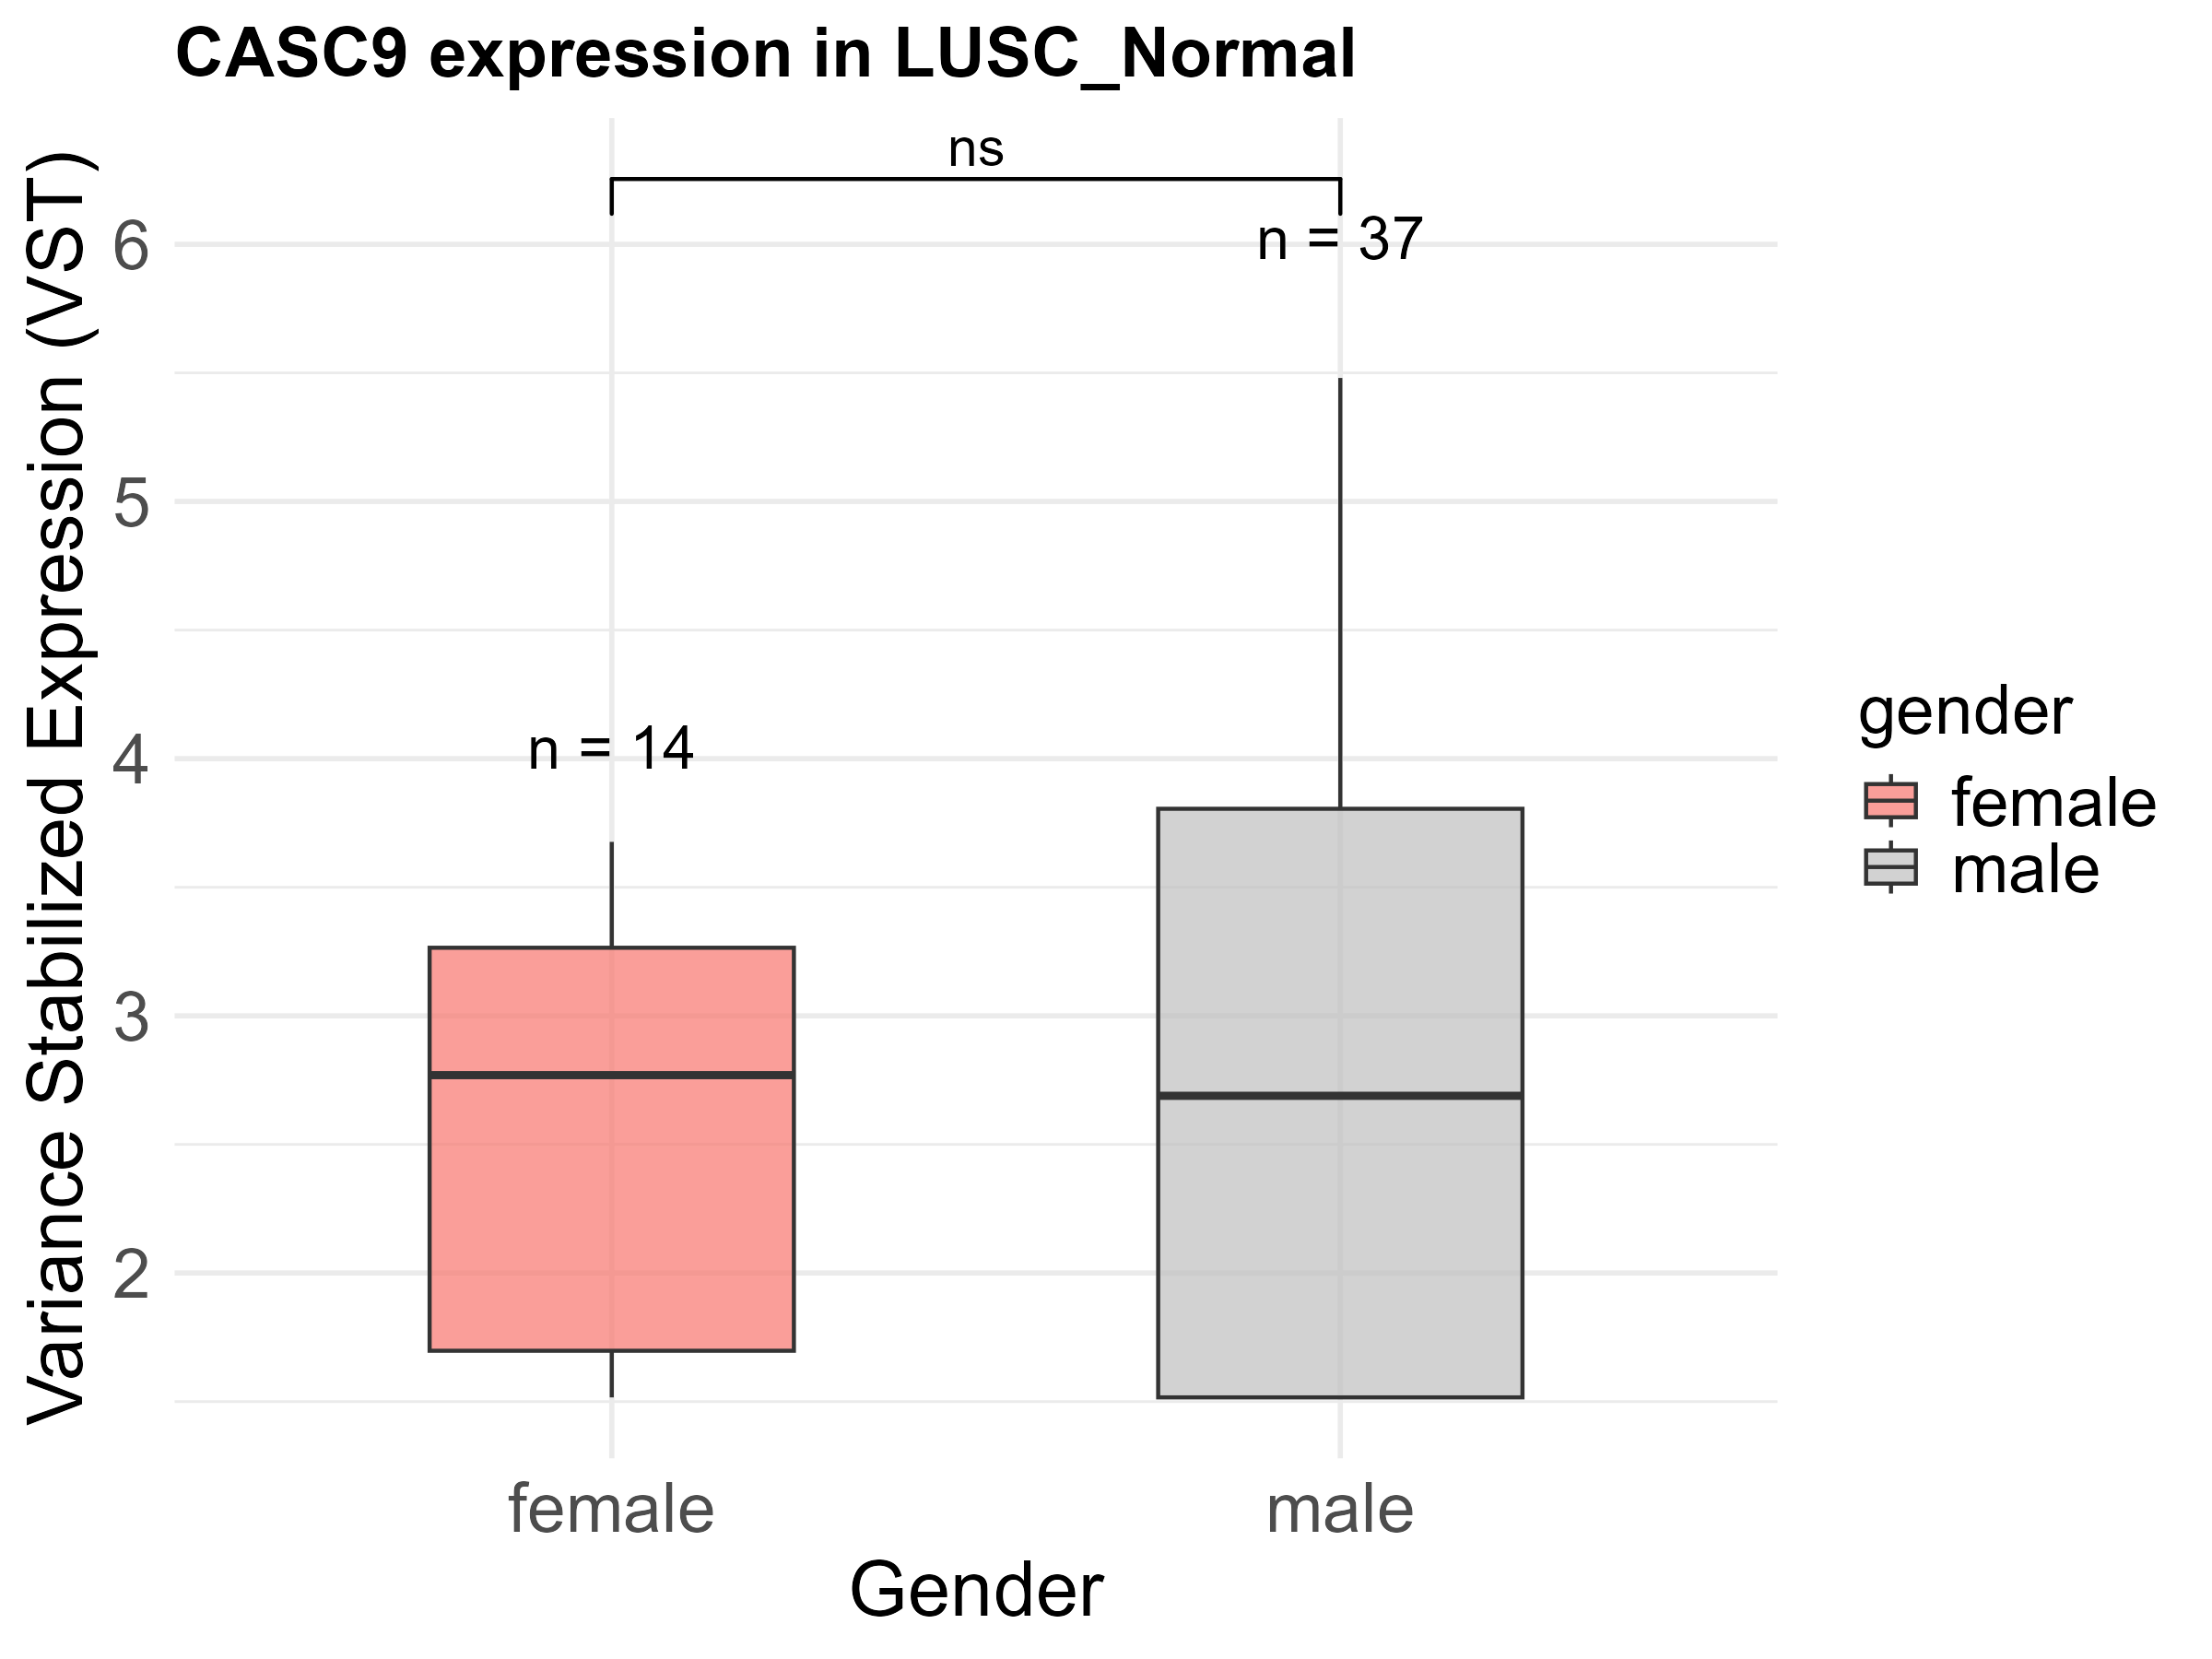 CASC9 expression in LUSC_Normal
ns
n = 37
n = 14
Variance Stabilized Expression (VST)
6
5
4
3
2
female
male
Gender
gender
female
male